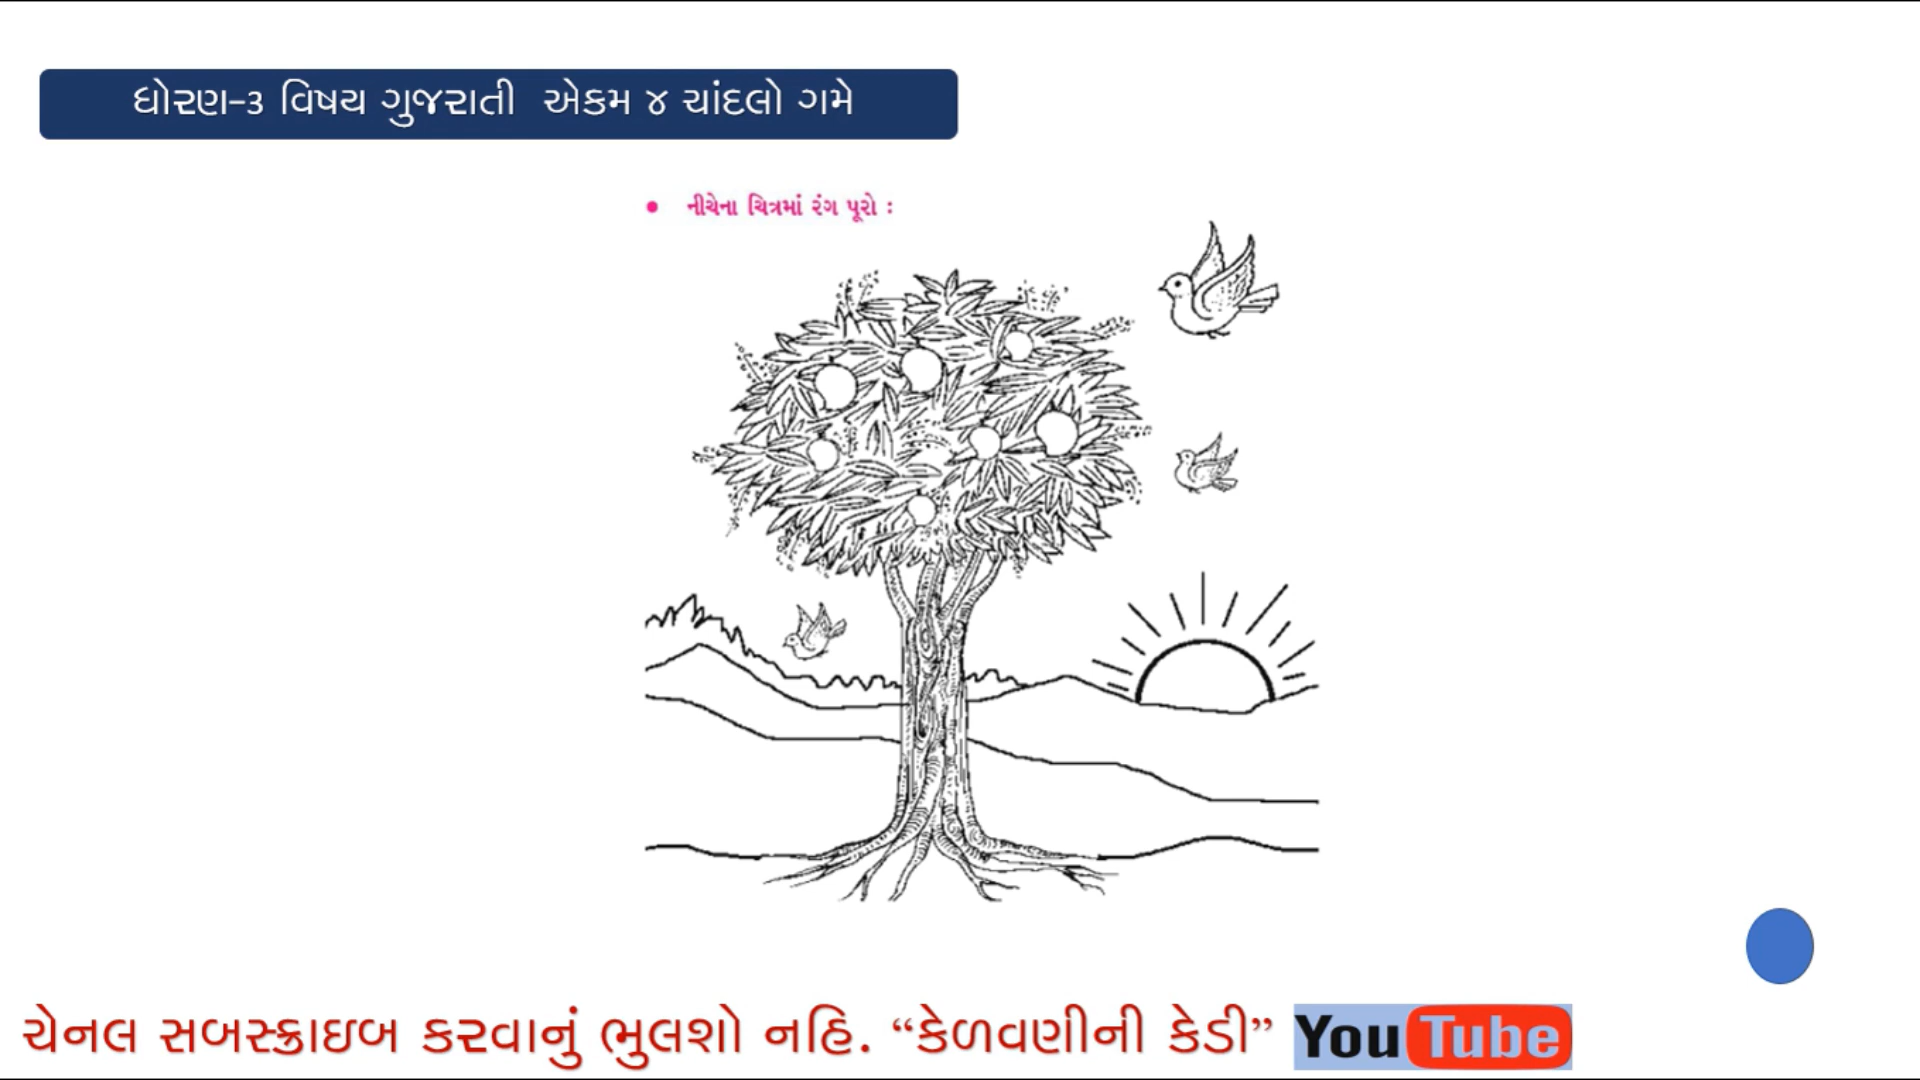 ધોરણ-૩ વિષય ગુજરાતી એકમ ૪ ચાંદલો ગમે
• નીચેના ચિત્રમાં રંગ પૂરો :
ચેનલ સબસ્ક્રાઇબ કરવાનું ભુલશો નહિ. “કેળવણીની કેડી” YouTube